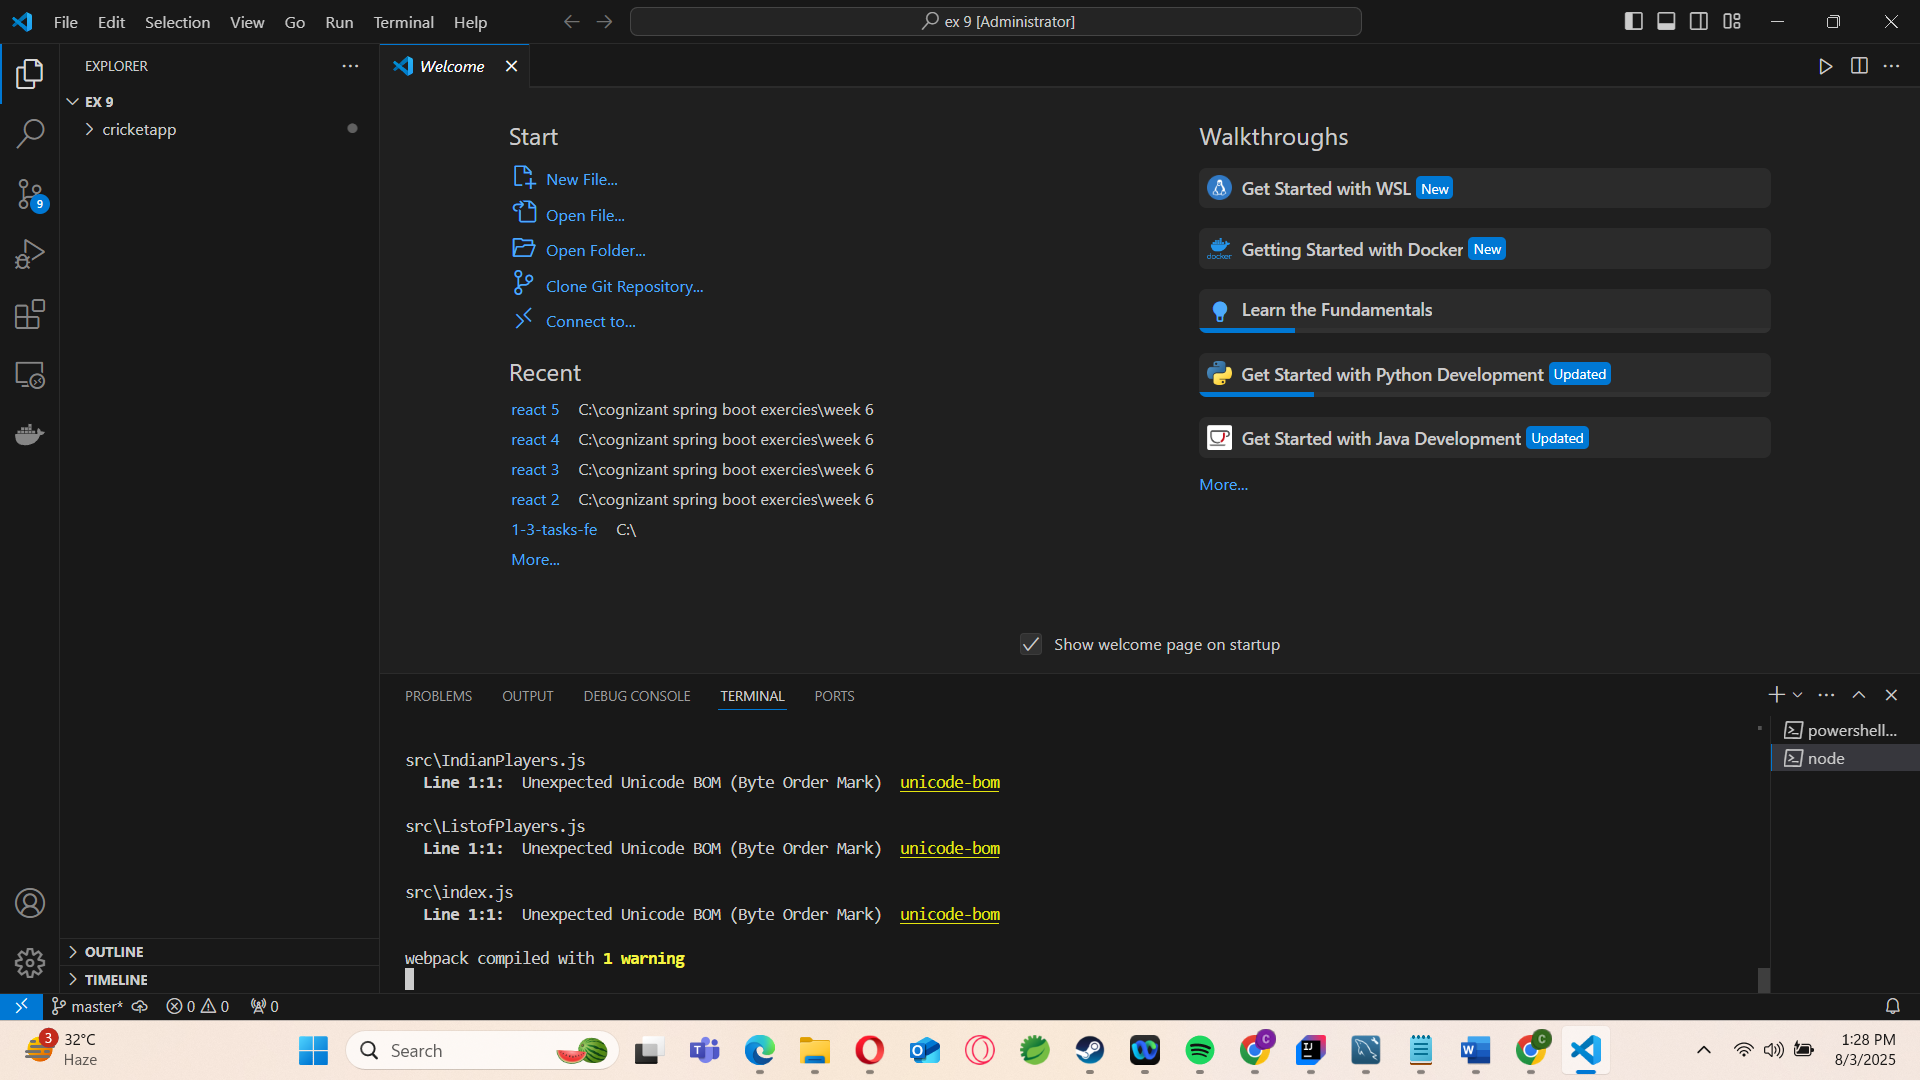 File Edit Selection View Go Run Terminal Help
ex 9 [Administrator]
EXPLORER
EX 9
cricketapp
9
OUTLINE
TIMELINE
Welcome
Start
New File...
Open File...
Open Folder...
Clone Git Repository...
Connect to...
Recent
react 5 C:\cognizant spring boot exercies\week 6
react 4 C:\cognizant spring boot exercies\week 6
react 3 C:\cognizant spring boot exercies\week 6
react 2 C:\cognizant spring boot exercies\week 6
1-3-tasks-fe C:\
More...
Walkthroughs
Get Started with WSL New
docker
Getting Started with Docker New
Learn the Fundamentals
Get Started with Python Development Updated
Get Started with Java Development Updated
More...
Show welcome page on startup
PROBLEMS OUTPUT DEBUG CONSOLE TERMINAL PORTS
src\IndianPlayers.js
Line 1:1: Unexpected Unicode BOM (Byte Order Mark) unicode-bom
src\ListofPlayers.js
Line 1:1: Unexpected Unicode BOM (Byte Order Mark) unicode-bom
src\index.js
Line 1:1: Unexpected Unicode BOM (Byte Order Mark) unicode-bom
webpack compiled with 1 warning
powershell...
node
master* 0 0 0
3
32°C
Haze
Search
1:28 PM
8/3/2025